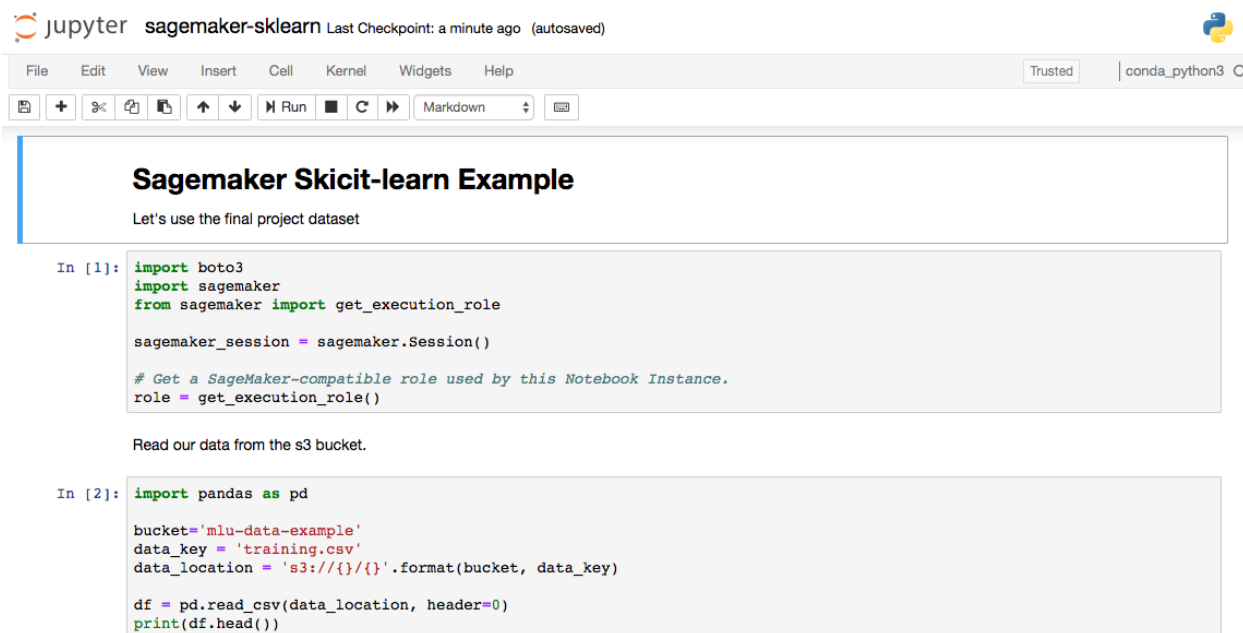 jupyter sagemaker-sklearn Last Checkpoint: a minute ago (autosaved)
File Edit View Insert Cell Kernel Widgets Help Trusted conda_python3
Run Markdown
Sagemaker Skicit-learn Example
Let's use the final project dataset
In [1]: import boto3
import sagemaker
from sagemaker import get_execution_role
sagemaker_session = sagemaker.Session()
# Get a SageMaker-compatible role used by this Notebook Instance.
role = get_execution_role()
Read our data from the s3 bucket.
In [2]: import pandas as pd
bucket='mlu-data-example'
data_key = 'training.csv'
data_location = 's3://{}/{}'.format(bucket, data_key)
df = pd.read_csv(data_location, header=0)
print(df.head())